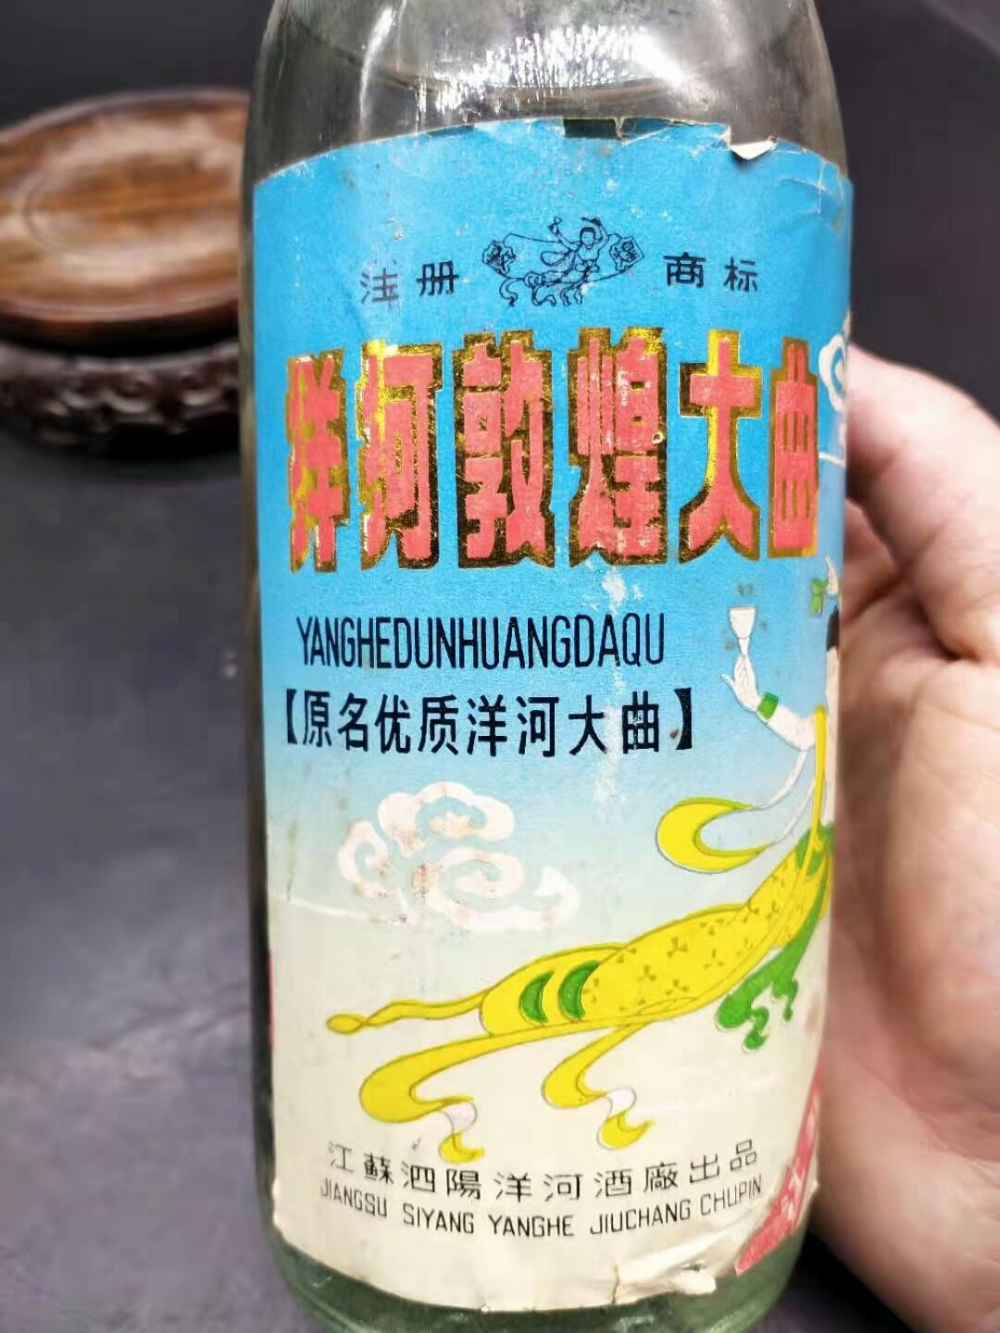 注册 商标
洋河敦煌大曲
YANGHEDUNHUANGDAQU
【原名优质洋河大曲】
江蘇泗陽洋河酒廠出品
JIANGSU SIYANG YANGHE JIUCHANG CHUPIN